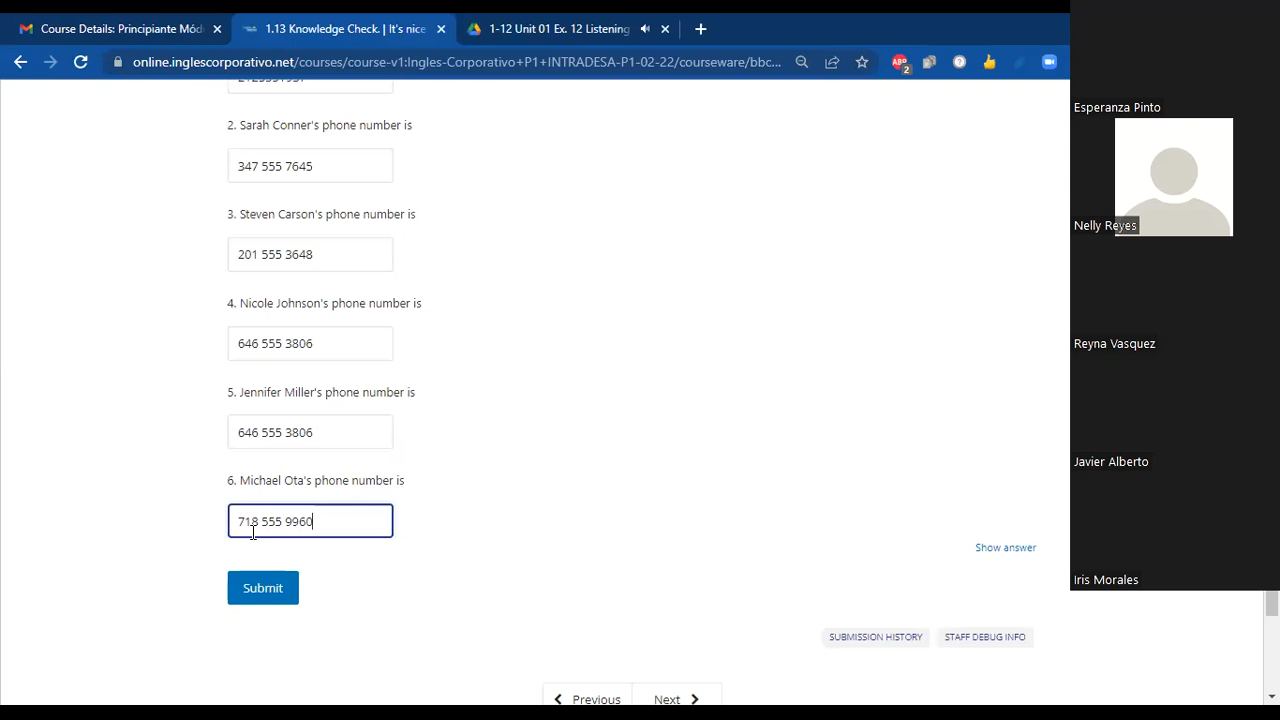 Course Details: Principiante Mód
1.13 Knowledge Check. | It's nice
1-12 Unit 01 Ex. 12 Listening
online.inglescorporativo.net/courses/course-v1:Ingles-Corporativo+P1+INTRADESA-P1-02-22/courseware/bbc...
ABP
2
2. Sarah Conner's phone number is
347 555 7645
3. Steven Carson's phone number is
201 555 3648
4. Nicole Johnson's phone number is
646 555 3806
5. Jennifer Miller's phone number is
646 555 3806
6. Michael Ota's phone number is
718 555 9960
Show answer
Submit
SUBMISSION HISTORY
STAFF DEBUG INFO
Previous
Next
Esperanza Pinto
Nelly Reyes
Reyna Vasquez
Javier Alberto
Iris Morales